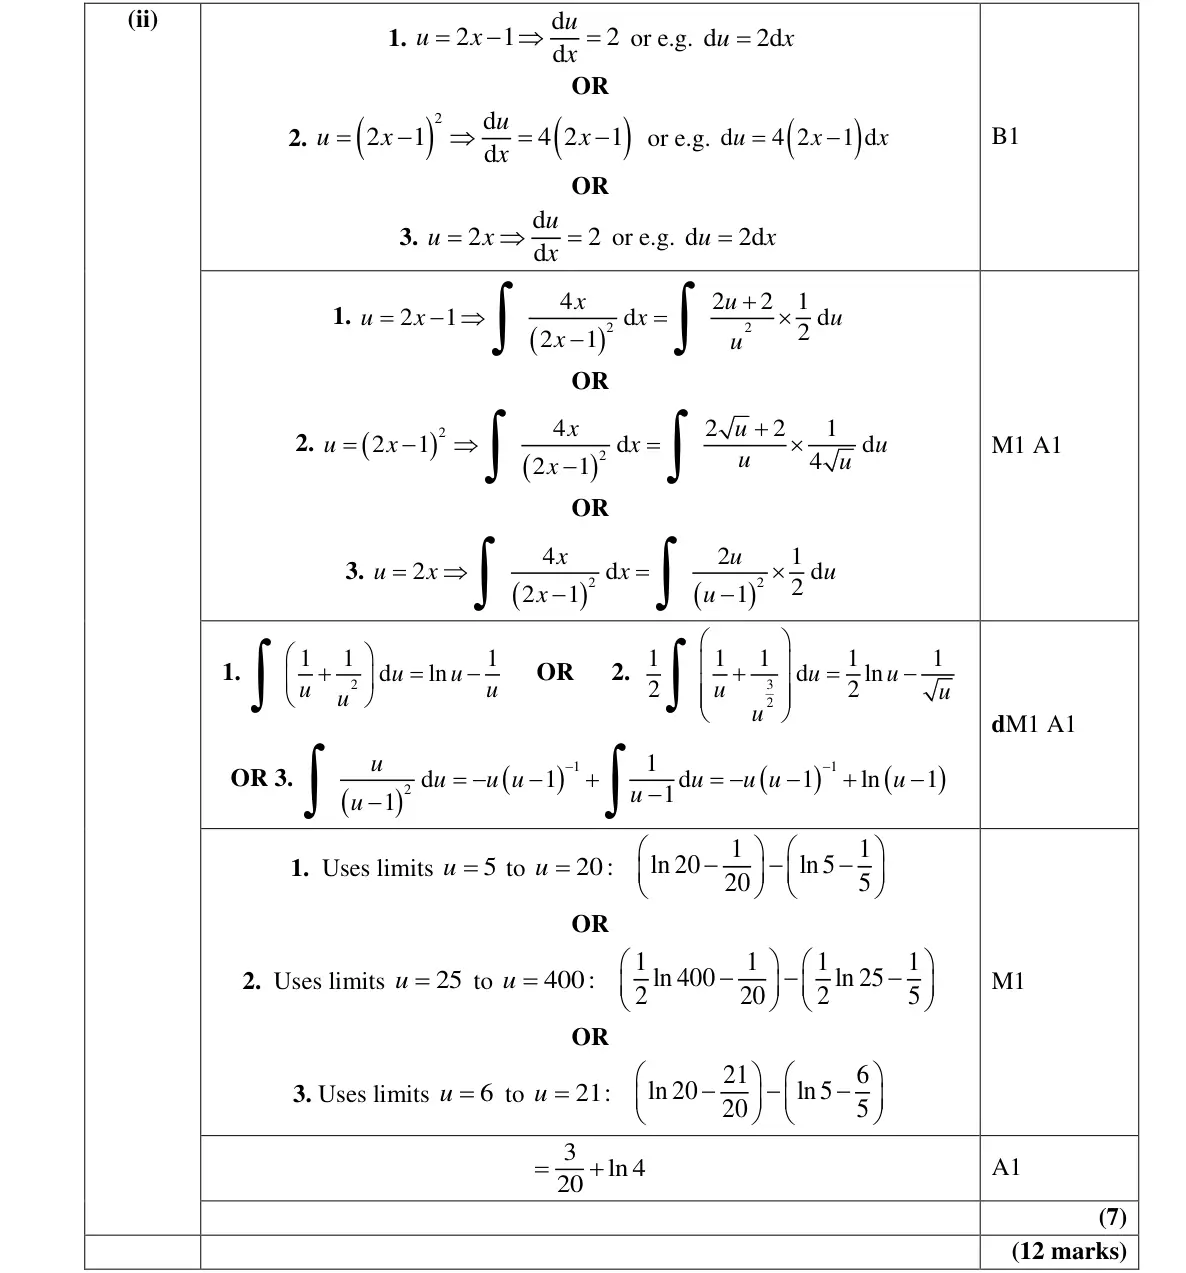 (ii)
1. u = 2x − 1 ⇒ du/dx = 2 or e.g. du = 2dx
OR
2. u = (2x − 1)² ⇒ du/dx = 4(2x − 1) or e.g. du = 4(2x − 1)dx
B1
OR
3. u = 2x ⇒ du/dx = 2 or e.g. du = 2dx
1. u = 2x − 1 ⇒ ∫ 4x/(2x − 1)² dx = ∫ (2u + 2)/u² × 1/2 du
OR
2. u = (2x − 1)² ⇒ ∫ 4x/(2x − 1)² dx = ∫ (2√u + 2)/u × 1/(4√u) du
M1 A1
OR
3. u = 2x ⇒ ∫ 4x/(2x − 1)² dx = ∫ 2u/(u − 1)² × 1/2 du
1. ∫ (1/u + 1/u²) du = ln u − 1/u OR 2. 1/2 ∫ (1/u + 1/u^(3/2)) du = 1/2 ln u − 1/√u
dM1 A1
OR 3. ∫ u/(u − 1)² du = −u(u − 1)⁻¹ + ∫ 1/(u − 1) du = −u(u − 1)⁻¹ + ln(u − 1)
1. Uses limits u = 5 to u = 20: (ln 20 − 1/20) − (ln 5 − 1/5)
OR
2. Uses limits u = 25 to u = 400: (1/2 ln 400 − 1/20) − (1/2 ln 25 − 1/5)
M1
OR
3. Uses limits u = 6 to u = 21: (ln 20 − 21/20) − (ln 5 − 6/5)
= 3/20 + ln 4
A1
(7)
(12 marks)